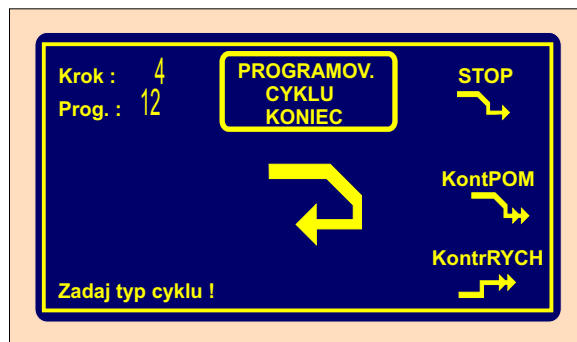 Krok : 4
Prog. : 12
PROGRAMOV.
CYKLU
KONIEC
STOP
KontPOM
KontrRYCH
Zadaj typ cyklu !